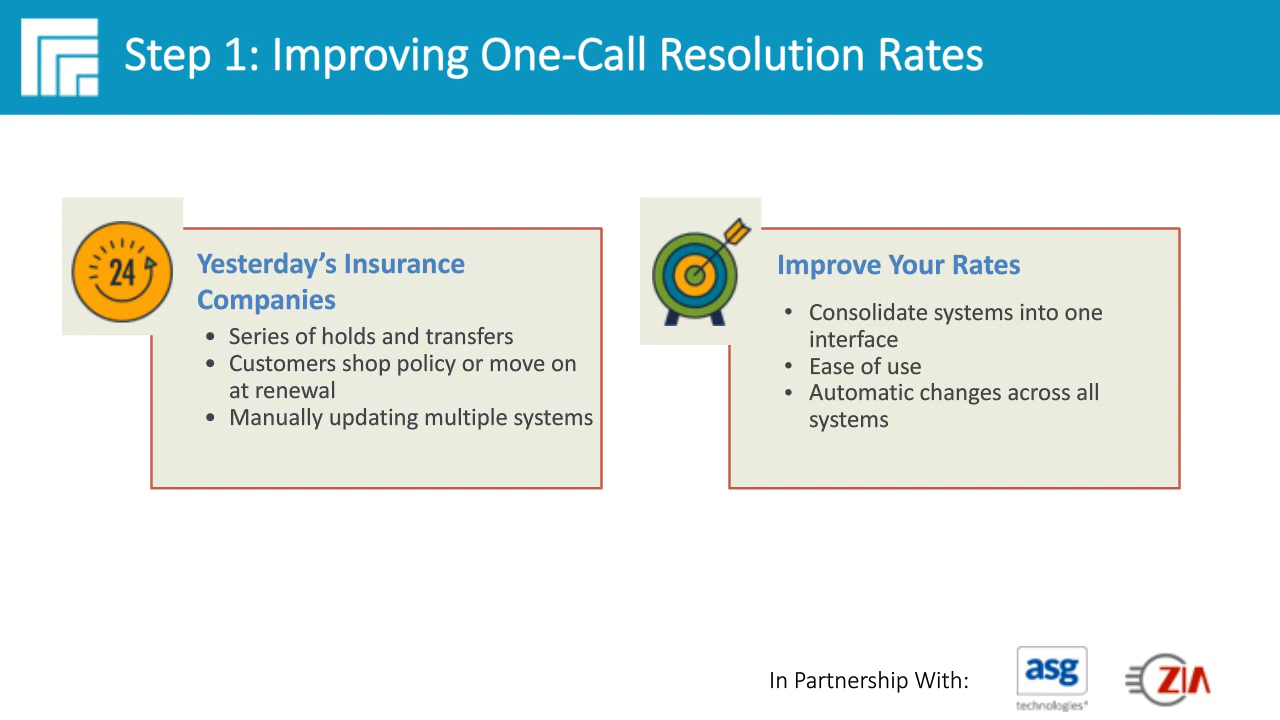 Step 1: Improving One-Call Resolution Rates
24
Yesterday’s Insurance
Companies
• Series of holds and transfers
• Customers shop policy or move on
at renewal
• Manually updating multiple systems
Improve Your Rates
• Consolidate systems into one
interface
• Ease of use
• Automatic changes across all
systems
In Partnership With:
asg
technologies®
ZIA